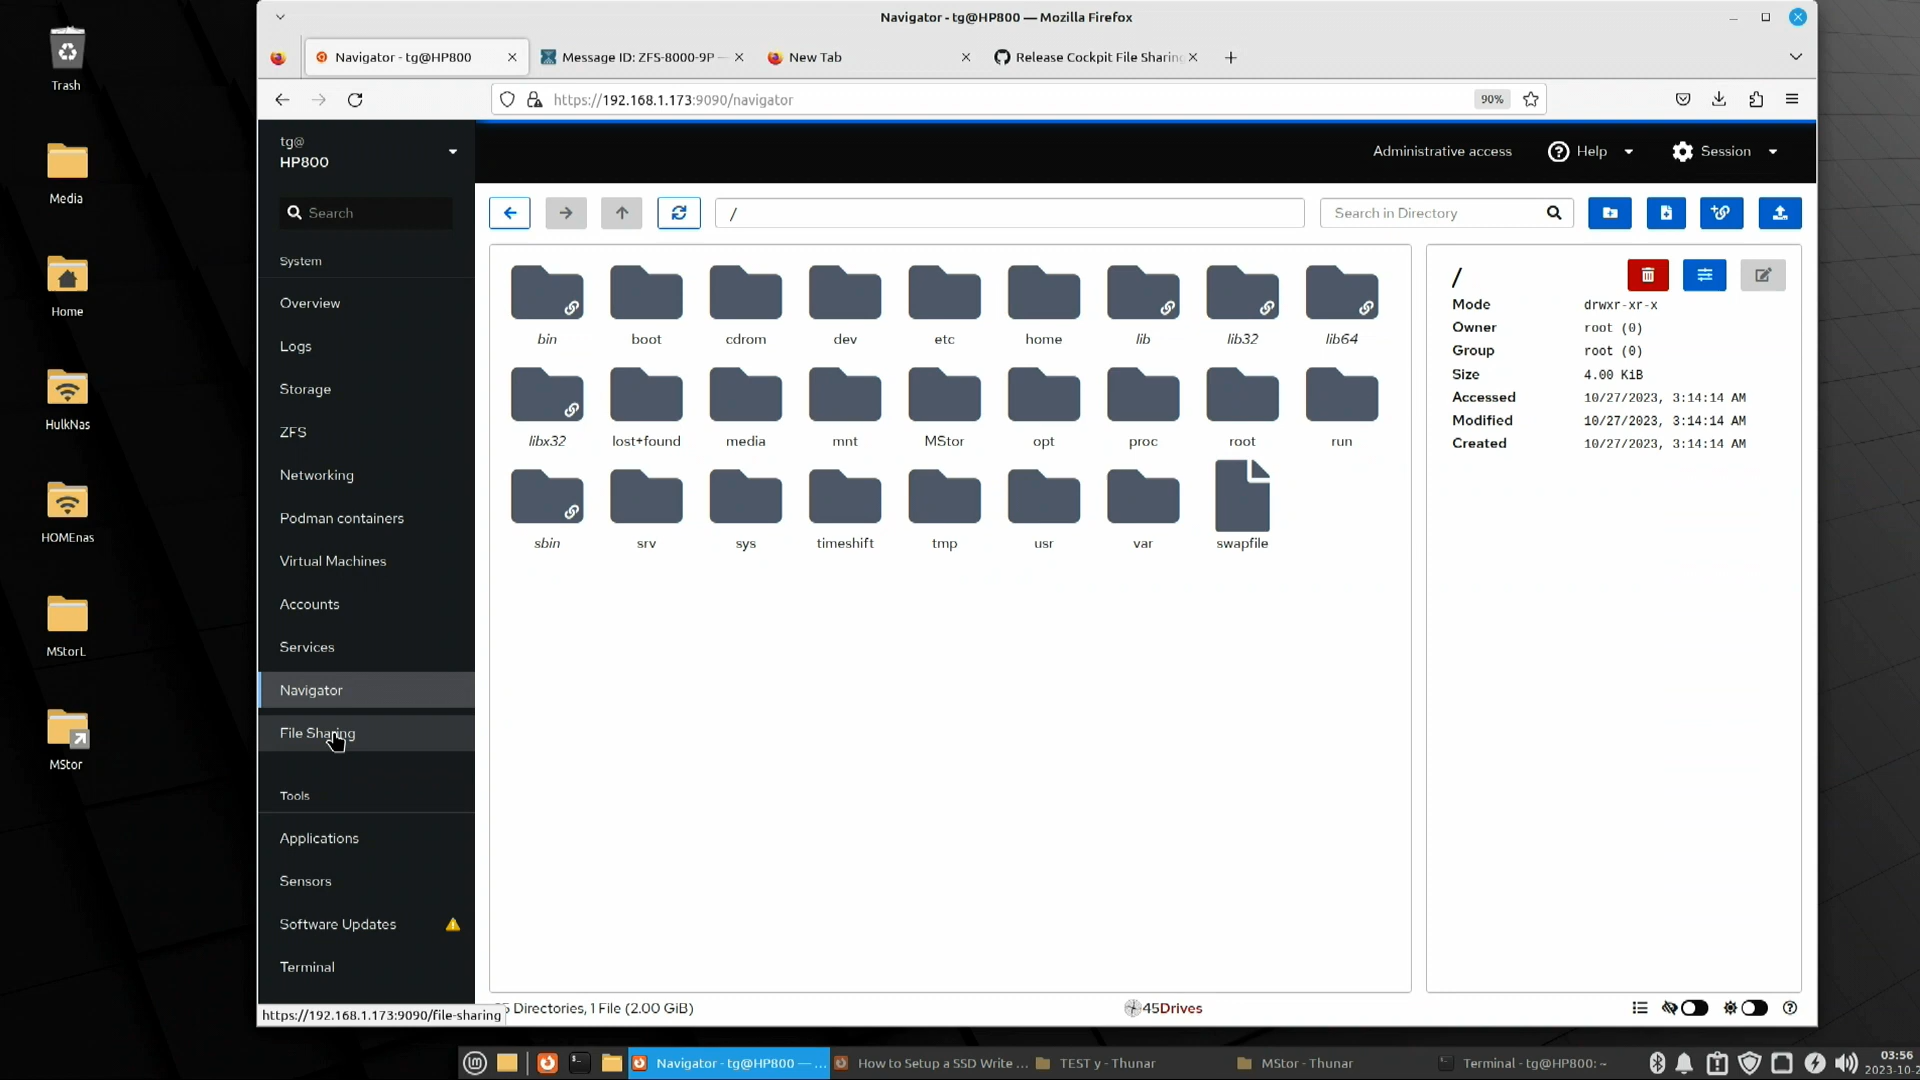 Trash
Media
Home
HulkNas
HOMEnas
MStorL
MStor
Navigator - tg@HP800 — Mozilla Firefox
Navigator - tg@HP800
Message ID: ZFS-8000-9P —
New Tab
Release Cockpit File Sharing
https://192.168.1.173:9090/navigator
90%
tg@
HP800
Administrative access
Help
Session
Search
/
Search in Directory
System
Overview
Logs
Storage
ZFS
Networking
Podman containers
Virtual Machines
Accounts
Services
Navigator
File Sharing
Tools
Applications
Sensors
Software Updates
Terminal
https://192.168.1.173:9090/file-sharing
bin boot cdrom dev etc home lib lib32 lib64
libx32 lost+found media mnt MStor opt proc root run
sbin srv sys timeshift tmp usr var swapfile
/
Mode drwxr-xr-x
Owner root (0)
Group root (0)
Size 4.00 KiB
Accessed 10/27/2023, 3:14:14 AM
Modified 10/27/2023, 3:14:14 AM
Created 10/27/2023, 3:14:14 AM
Directories, 1 File (2.00 GiB)
45Drives
Navigator - tg@HP800 — ...
How to Setup a SSD Write ...
TEST y - Thunar
MStor - Thunar
Terminal - tg@HP800: ~
03:56
2023-10-2